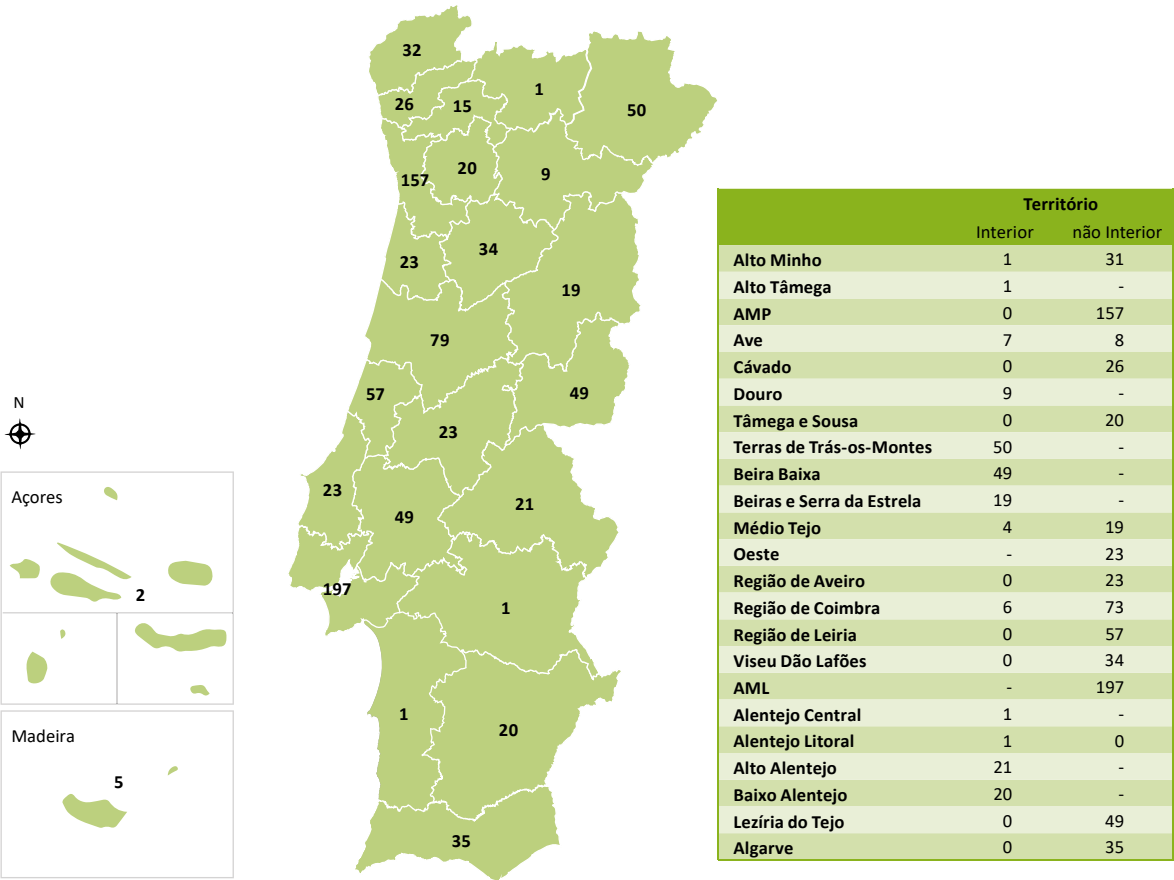 32
1
50
26
15
20
9
157
34
23
19
79
57
49
23
N
Açores
2
23
49
21
197
1
Madeira
5
1
20
35
Território
Interior não Interior
Alto Minho 1 31
Alto Tâmega 1 -
AMP 0 157
Ave 7 8
Cávado 0 26
Douro 9 -
Tâmega e Sousa 0 20
Terras de Trás-os-Montes 50 -
Beira Baixa 49 -
Beiras e Serra da Estrela 19 -
Médio Tejo 4 19
Oeste - 23
Região de Aveiro 0 23
Região de Coimbra 6 73
Região de Leiria 0 57
Viseu Dão Lafões 0 34
AML - 197
Alentejo Central 1 -
Alentejo Litoral 1 0
Alto Alentejo 21 -
Baixo Alentejo 20 -
Lezíria do Tejo 0 49
Algarve 0 35